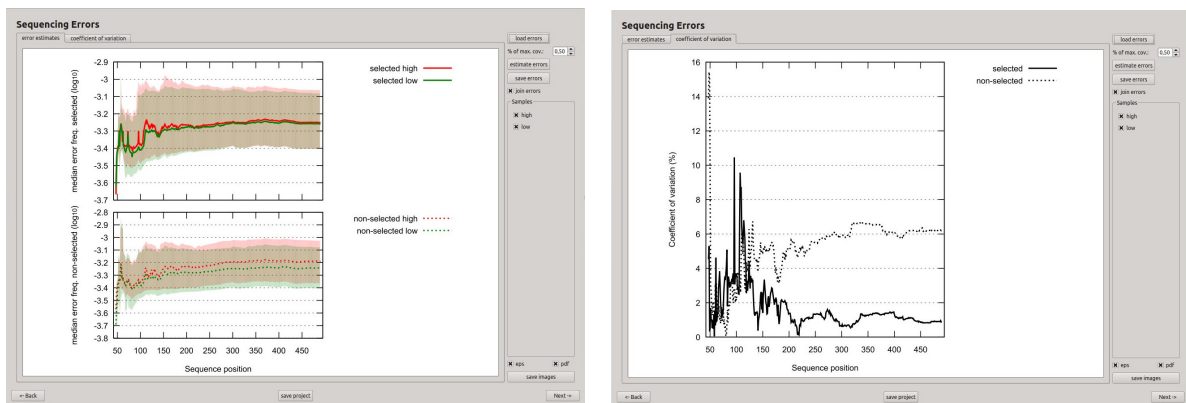 Sequencing Errors
error estimates
coefficient of variation
load errors
% of max. cov.:
0.50
estimate errors
save errors
join errors
Samples
high
low
-2.9
-3
-3.1
-3.2
-3.3
-3.4
-3.5
-3.6
-3.7
median error freq. selected (log10)
selected high
selected low
-2.8
-2.9
-3
-3.1
-3.2
-3.3
-3.4
-3.5
-3.6
-3.7
-3.8
median error freq. non-selected (log10)
non-selected high
non-selected low
50 100 150 200 250 300 350 400 450
Sequence position
eps
pdf
save images
<- Back
save project
Next ->
Sequencing Errors
error estimates
coefficient of variation
load errors
% of max. cov.:
0.50
estimate errors
save errors
join errors
Samples
high
low
16
14
12
10
8
6
4
2
0
Coefficient of variation (%)
selected
non-selected
50 100 150 200 250 300 350 400 450
Sequence position
eps
pdf
save images
<- Back
save project
Next ->